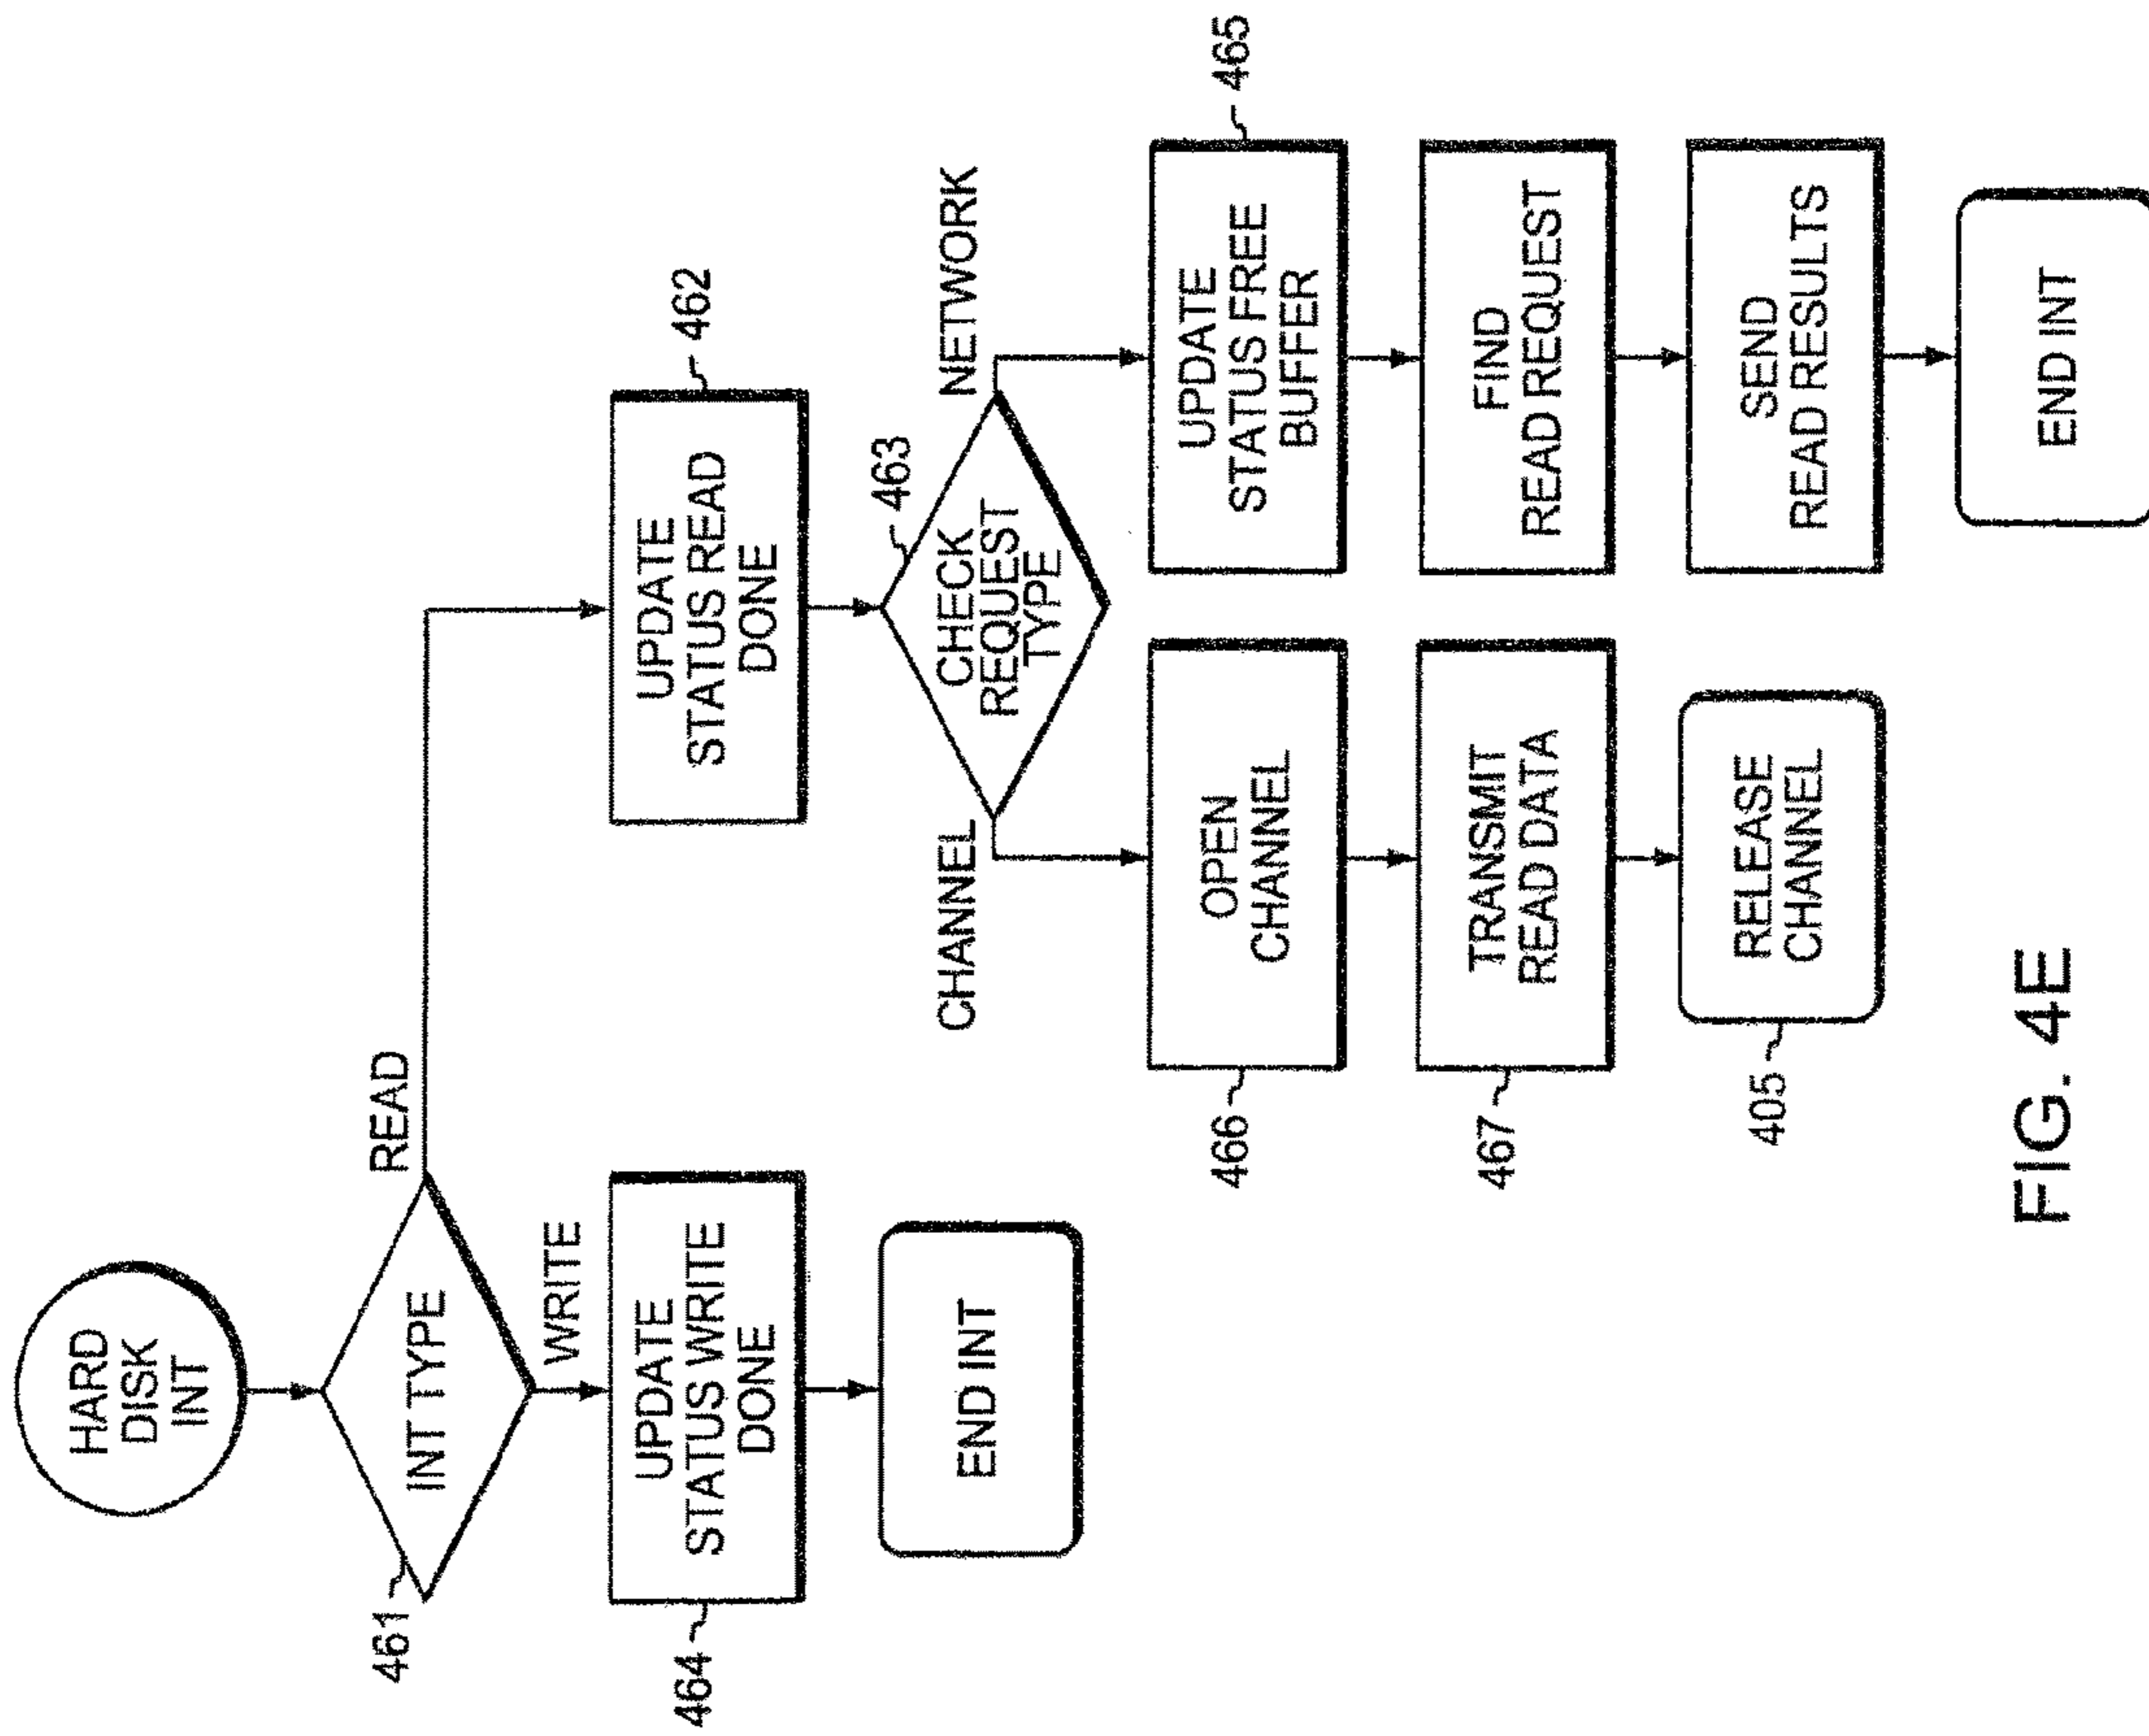 HARD
DISK
INT
461
INT TYPE
READ
WRITE
464
UPDATE
STATUS WRITE
DONE
END INT
UPDATE
STATUS READ
DONE
462
463
CHECK
REQUEST
TYPE
CHANNEL
NETWORK
466
OPEN
CHANNEL
467
TRANSMIT
READ DATA
405
RELEASE
CHANNEL
UPDATE
STATUS FREE
BUFFER
465
FIND
READ REQUEST
SEND
READ RESULTS
END INT
FIG. 4E